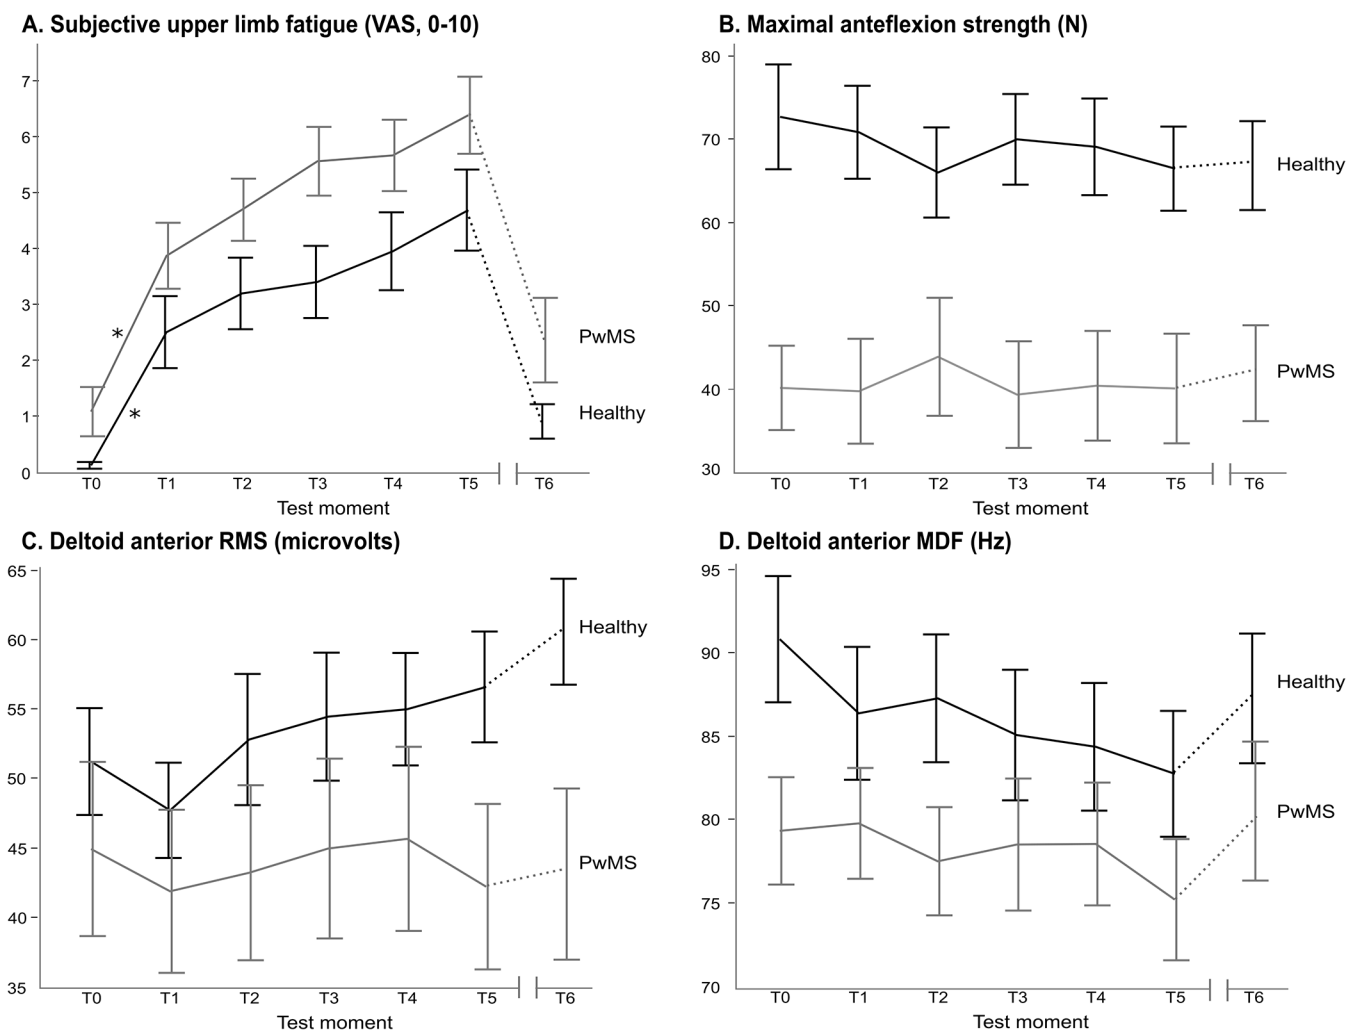 A. Subjective upper limb fatigue (VAS, 0-10)
7
6
5
4
3
2
1
0
*
*
PwMS
Healthy
T0 T1 T2 T3 T4 T5 T6
Test moment
B. Maximal anteflexion strength (N)
80
70
60
50
40
30
Healthy
PwMS
T0 T1 T2 T3 T4 T5 T6
Test moment
C. Deltoid anterior RMS (microvolts)
65
60
55
50
45
40
35
Healthy
PwMS
T0 T1 T2 T3 T4 T5 T6
Test moment
D. Deltoid anterior MDF (Hz)
95
90
85
80
75
70
Healthy
PwMS
T0 T1 T2 T3 T4 T5 T6
Test moment